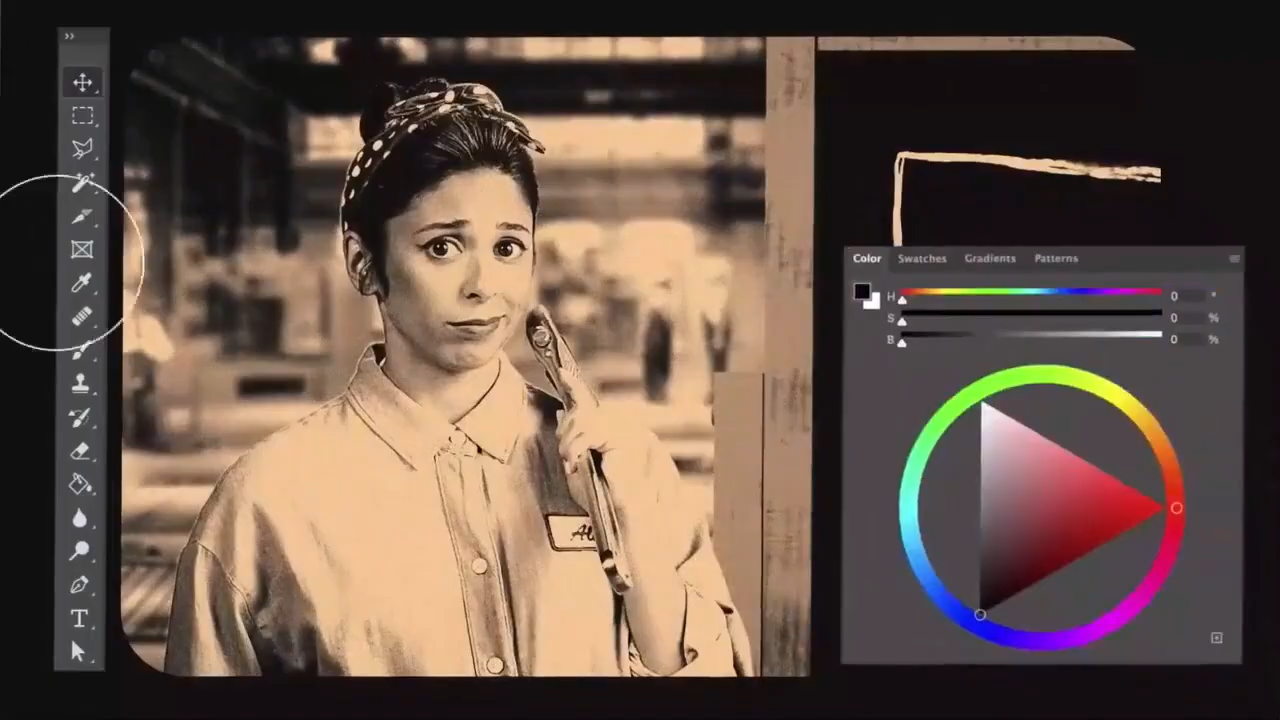 Color Swatches Gradients Patterns
H 0 °
S 0 %
B 0 %
T